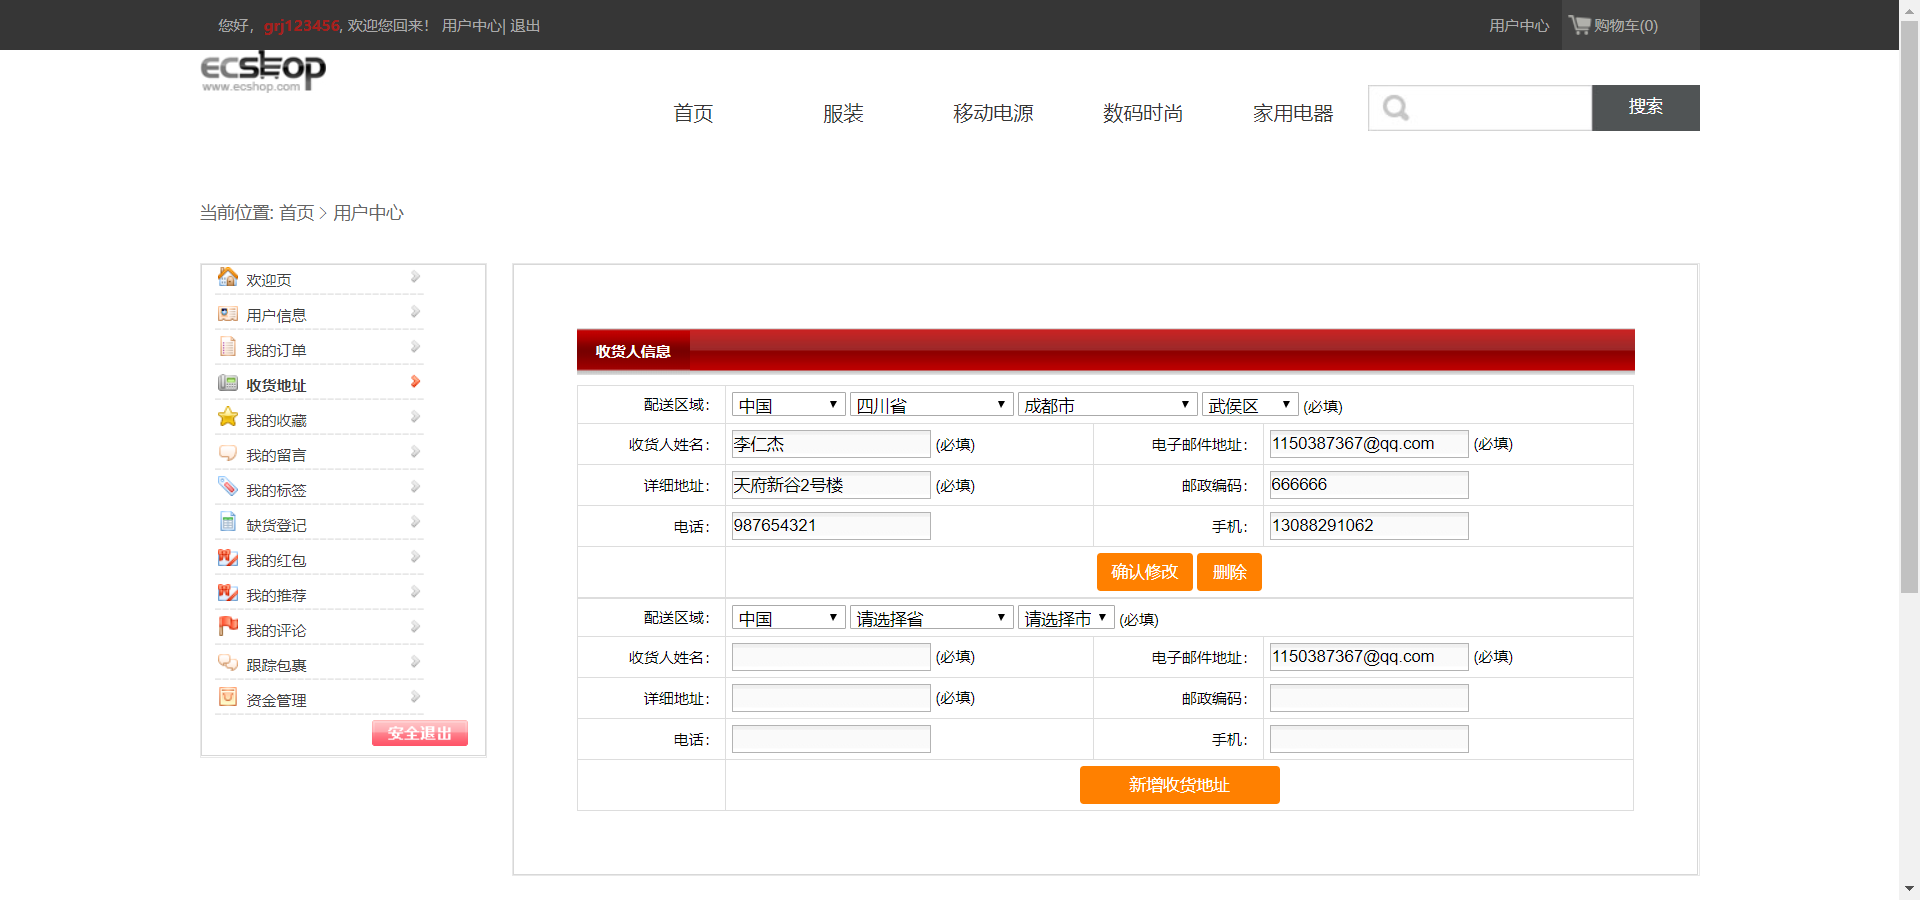 您好，grj123456, 欢迎您回来！ 用户中心| 退出
用户中心 购物车(0)
ecshop
www.ecshop.com
首页 服装 移动电源 数码时尚 家用电器 搜索
当前位置: 首页 > 用户中心
欢迎页
用户信息
我的订单
收货地址
我的收藏
我的留言
我的标签
缺货登记
我的红包
我的推荐
我的评论
跟踪包裹
资金管理
安全退出
收货人信息
配送区域： 中国 四川省 成都市 武侯区 (必填)
收货人姓名： 李仁杰 (必填) 电子邮件地址： 1150387367@qq.com (必填)
详细地址： 天府新谷2号楼 (必填) 邮政编码： 666666
电话： 987654321 手机： 13088291062
确认修改 删除
配送区域： 中国 请选择省 请选择市 (必填)
收货人姓名： (必填) 电子邮件地址： 1150387367@qq.com (必填)
详细地址： (必填) 邮政编码：
电话： 手机：
新增收货地址